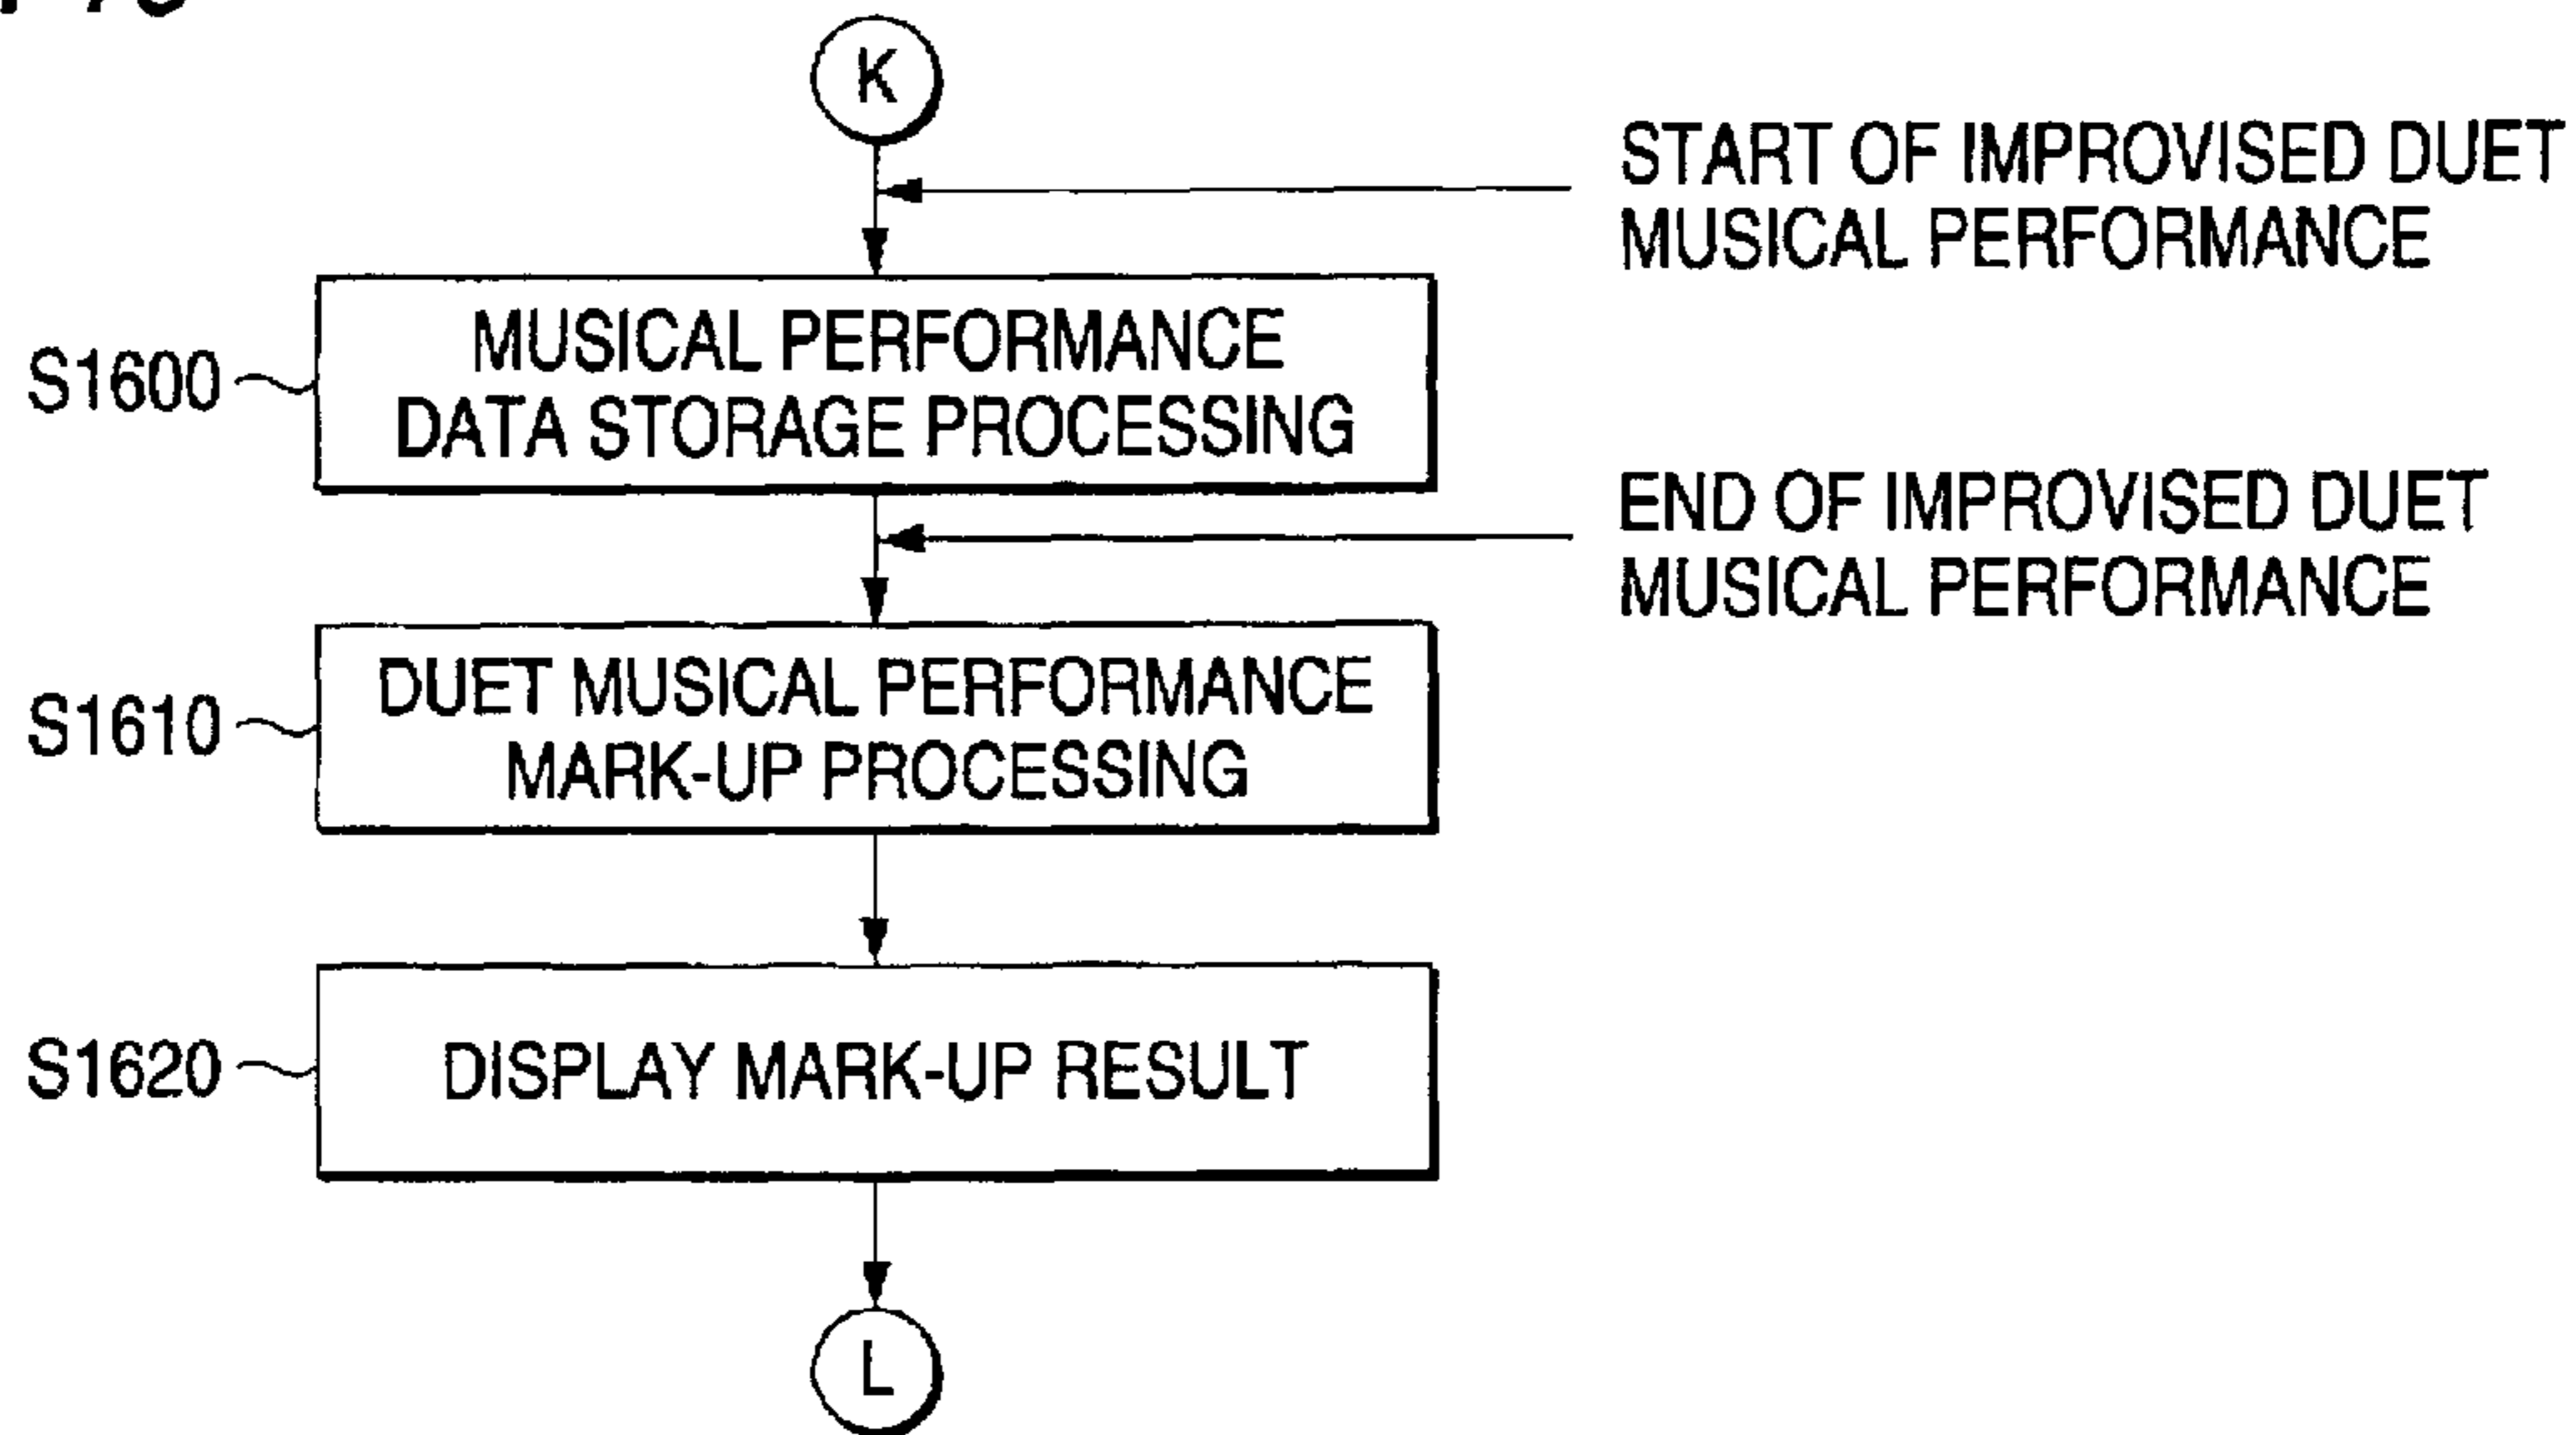 K
START OF IMPROVISED DUET
MUSICAL PERFORMANCE
S1600
MUSICAL PERFORMANCE
DATA STORAGE PROCESSING
END OF IMPROVISED DUET
MUSICAL PERFORMANCE
S1610
DUET MUSICAL PERFORMANCE
MARK-UP PROCESSING
S1620
DISPLAY MARK-UP RESULT
L